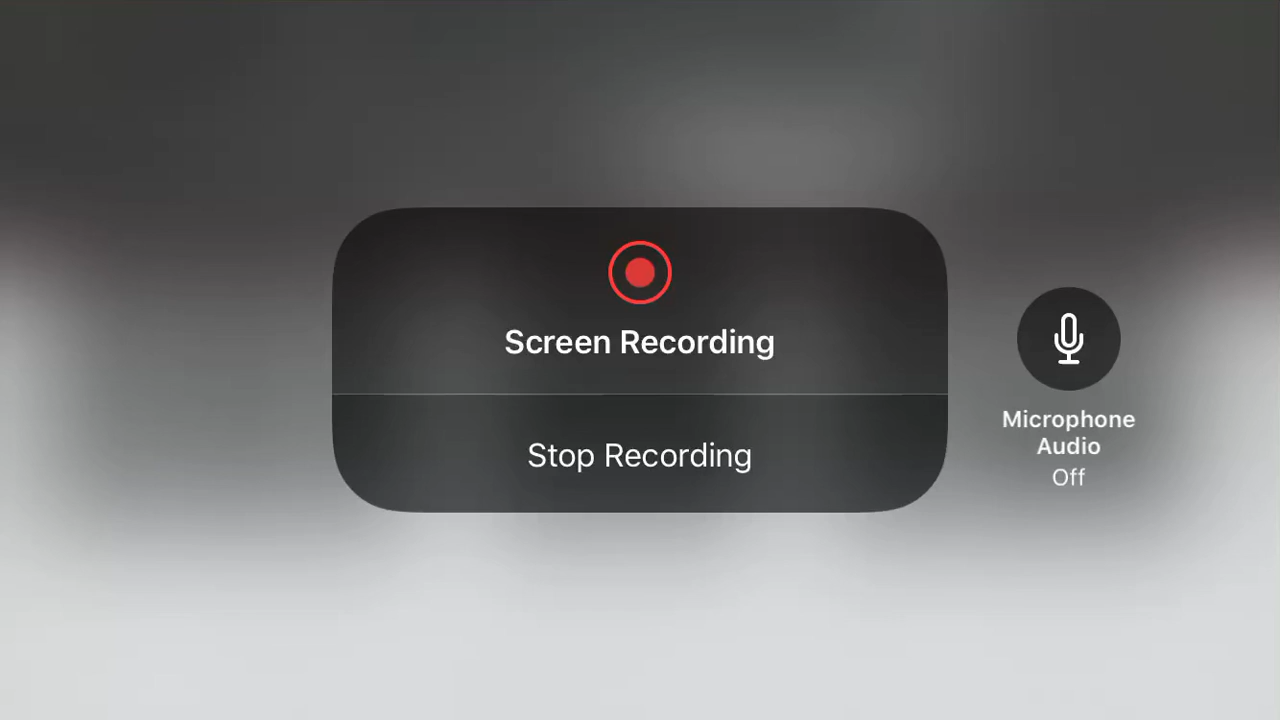 Screen Recording
Stop Recording
Microphone
Audio
Off